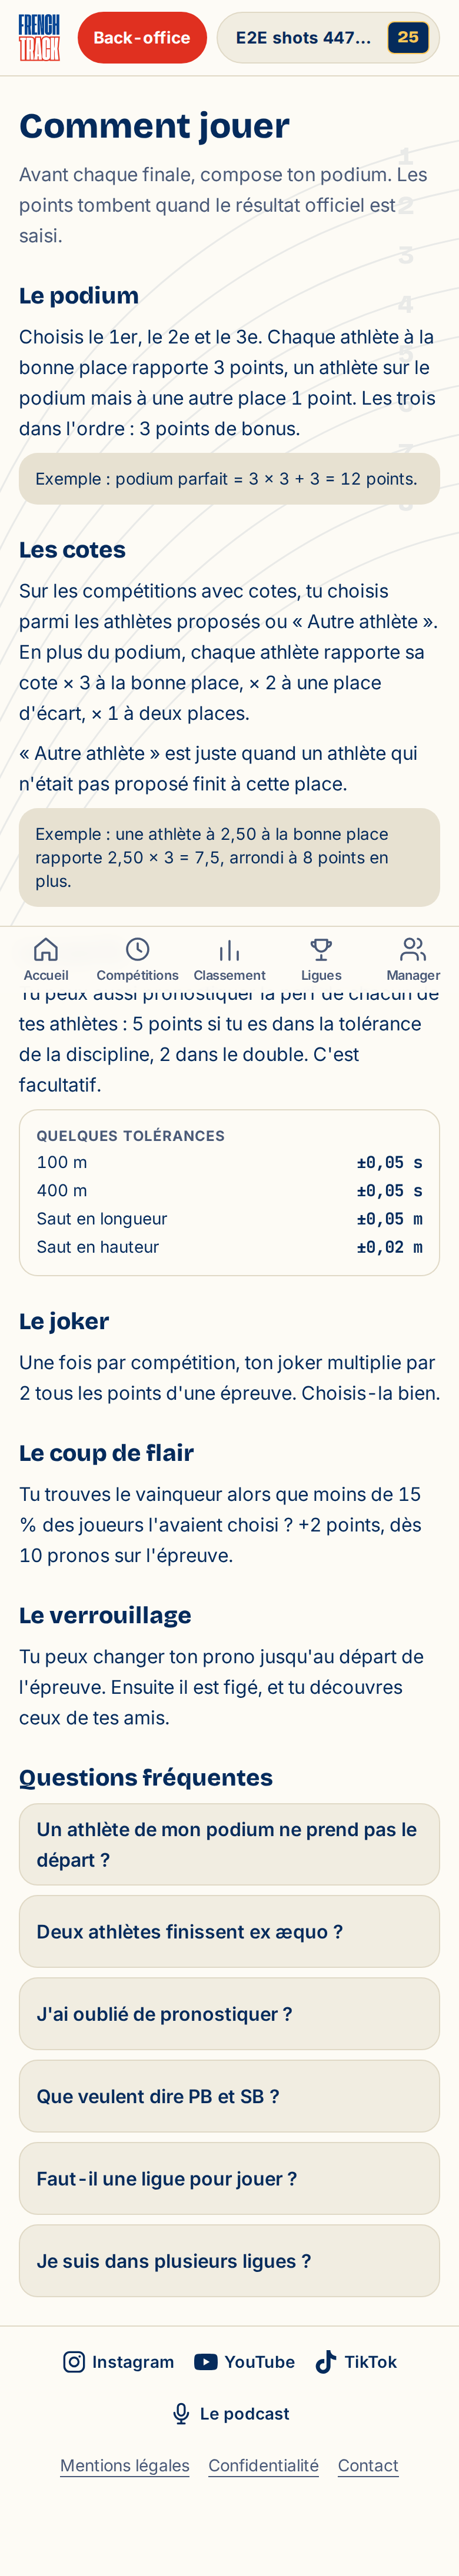 FRENCH
TRACK
Back-office
E2E shots 447...
25
Comment jouer
Avant chaque finale, compose ton podium. Les
points tombent quand le résultat officiel est
saisi.
1
2
3
4
5
Le podium
Choisis le 1er, le 2e et le 3e. Chaque athlète à la
bonne place rapporte 3 points, un athlète sur le
podium mais à une autre place 1 point. Les trois
dans l'ordre : 3 points de bonus.
Exemple : podium parfait = 3 × 3 + 3 = 12 points.
Les cotes
Sur les compétitions avec cotes, tu choisis
parmi les athlètes proposés ou « Autre athlète ».
En plus du podium, chaque athlète rapporte sa
cote × 3 à la bonne place, × 2 à une place
d'écart, × 1 à deux places.
« Autre athlète » est juste quand un athlète qui
n'était pas proposé finit à cette place.
Exemple : une athlète à 2,50 à la bonne place
rapporte 2,50 × 3 = 7,5, arrondi à 8 points en
plus.
Accueil
Compétitions
Classement
Ligues
Manager
Tu peux aussi pronostiquer la perf de chacun de
tes athlètes : 5 points si tu es dans la tolérance
de la discipline, 2 dans le double. C'est
facultatif.
QUELQUES TOLÉRANCES
100 m ±0,05 s
400 m ±0,05 s
Saut en longueur ±0,05 m
Saut en hauteur ±0,02 m
Le joker
Une fois par compétition, ton joker multiplie par
2 tous les points d'une épreuve. Choisis-la bien.
Le coup de flair
Tu trouves le vainqueur alors que moins de 15
% des joueurs l'avaient choisi ? +2 points, dès
10 pronos sur l'épreuve.
Le verrouillage
Tu peux changer ton prono jusqu'au départ de
l'épreuve. Ensuite il est figé, et tu découvres
ceux de tes amis.
Questions fréquentes
Un athlète de mon podium ne prend pas le
départ ?
Deux athlètes finissent ex æquo ?
J'ai oublié de pronostiquer ?
Que veulent dire PB et SB ?
Faut-il une ligue pour jouer ?
Je suis dans plusieurs ligues ?
Instagram
YouTube
TikTok
Le podcast
Mentions légales
Confidentialité
Contact